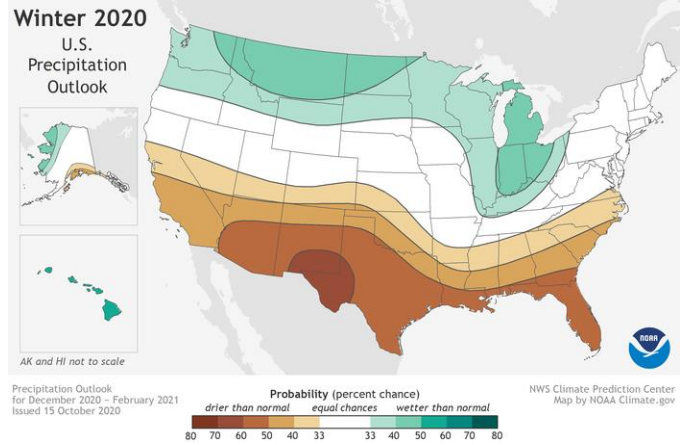 Winter 2020
U.S.
Precipitation
Outlook
AK and HI not to scale
NOAA
Precipitation Outlook
for December 2020 – February 2021
Issued 15 October 2020
Probability (percent chance)
drier than normal equal chances wetter than normal
80 70 60 50 40 33 33 40 50 60 70 80
NWS Climate Prediction Center
Map by NOAA Climate.gov